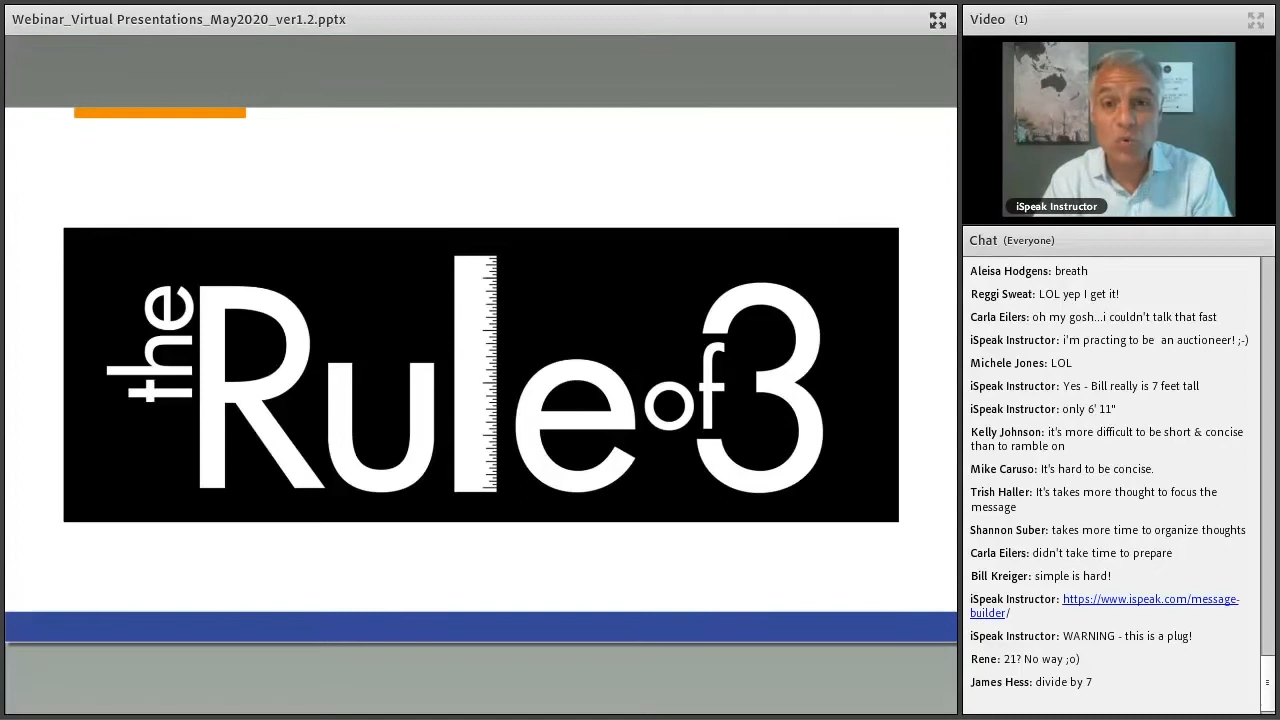 Webinar_Virtual Presentations_May2020_ver1.2.pptx
the Rule of 3
Video (1)
iSpeak Instructor
Chat (Everyone)
Aleisa Hodgens: breath
Reggi Sweat: LOL yep I get it!
Carla Eilers: oh my gosh...i couldn't talk that fast
iSpeak Instructor: i'm practing to be an auctioneer! ;-)
Michele Jones: LOL
iSpeak Instructor: Yes - Bill really is 7 feet tall
iSpeak Instructor: only 6' 11"
Kelly Johnson: it's more difficult to be short & concise
than to ramble on
Mike Caruso: It's hard to be concise.
Trish Haller: It's takes more thought to focus the
message
Shannon Suber: takes more time to organize thoughts
Carla Eilers: didn't take time to prepare
Bill Kreiger: simple is hard!
iSpeak Instructor: https://www.ispeak.com/message-
builder/
iSpeak Instructor: WARNING - this is a plug!
Rene: 21? No way ;o)
James Hess: divide by 7